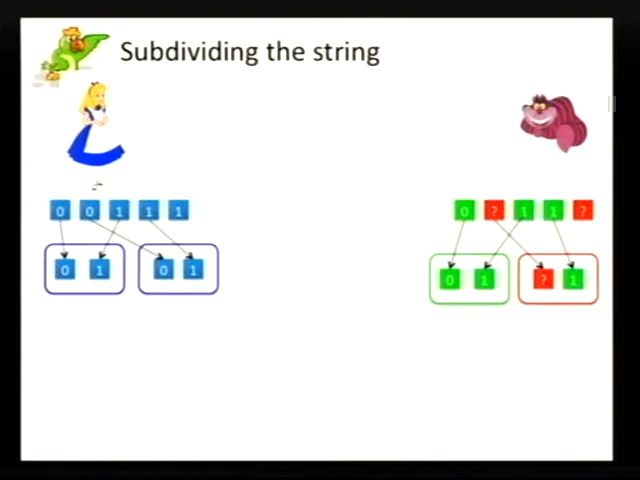 Subdividing the string
0 0 1 1 1 0 ? 1 1 ?
0 1 0 1 0 1 ? 1